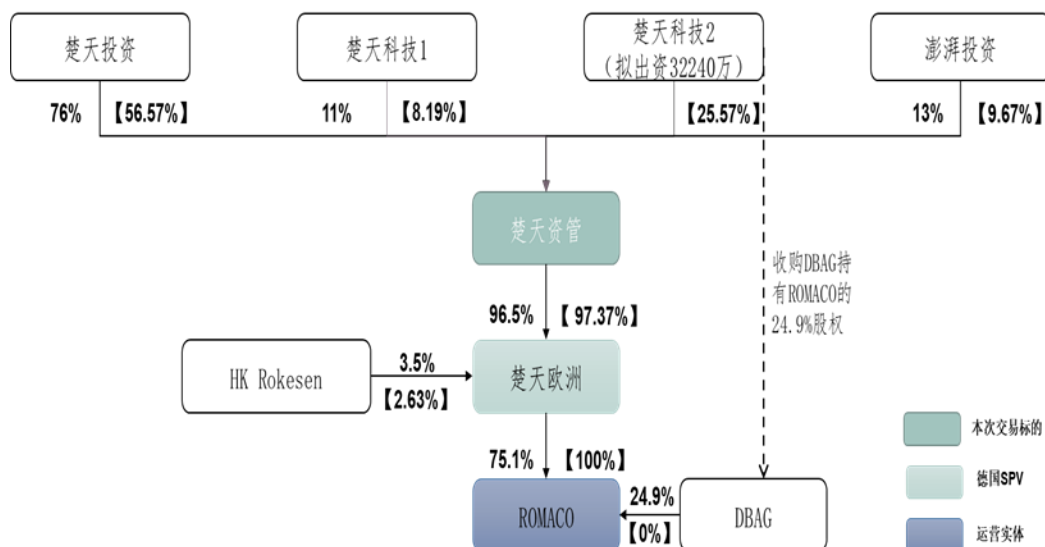 楚天投资
楚天科技1
楚天科技2
（拟出资32240万）
澎湃投资
76% 【56.57%】
11% 【8.19%】
【25.57%】
13% 【9.67%】
楚天资管
收购DBAG持
有ROMACO的
24.9%股权
96.5% 【 97.37%】
HK Rokesen
3.5%
【2.63%】
楚天欧洲
75.1% 【100%】
ROMACO
24.9%
【0%】
DBAG
本次交易标的
德国SPV
运营实体